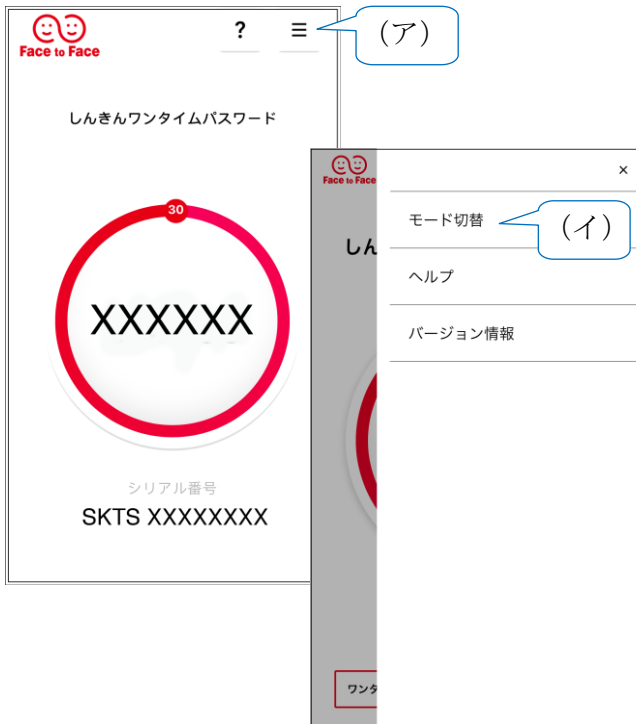 Face to Face
? ≡
(ア)
しんきんワンタイムパスワード
30
XXXXXX
シリアル番号
SKTS XXXXXXXX
Face to Face
×
しん
モード切替
(イ)
ヘルプ
バージョン情報
ワンタ